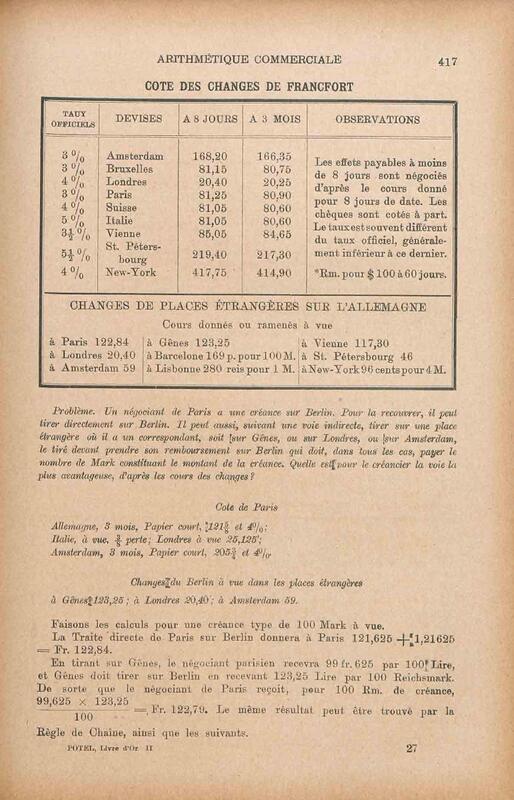 ARITHMÉTIQUE COMMERCIALE 417
COTE DES CHANGES DE FRANCFORT
TAUX OFFICIELS DEVISES A 8 JOURS A 3 MOIS OBSERVATIONS
3 % Amsterdam 168,20 166,35
3 % Bruxelles 81,15 80,75
4 % Londres 20,40 20,25
3 % Paris 81,25 80,90
4 % Suisse 81,05 80,60
5 % Italie 81,05 80,60
3½ % Vienne 85,05 84,65
5½ % St. Péters-
bourg 219,40 217,30
4 % New-York 417,75 414,90
Les effets payables à moins
de 8 jours sont négociés
d'après le cours donné
pour 8 jours de date. Les
chèques sont cotés à part.
Le taux est souvent différent
du taux officiel, générale-
ment inférieur à ce dernier.
*Rm. pour $ 100 à 60 jours.
CHANGES DE PLACES ÉTRANGÈRES SUR L'ALLEMAGNE
Cours donnés ou ramenés à vue
à Paris 122,84 à Gênes 123,25 à Vienne 117,30
à Londres 20,40 à Barcelone 169 p. pour 100 M. à St. Pétersbourg 46
à Amsterdam 59 à Lisbonne 280 reis pour 1 M. à New-York 96 cents pour 4 M.
Problème. Un négociant de Paris a une créance sur Berlin. Pour la recouvrer, il peut
tirer directement sur Berlin. Il peut aussi, suivant une voie indirecte, tirer sur une place
étrangère où il a un correspondant, soit sur Gênes, ou sur Londres, ou sur Amsterdam,
le tiré devant prendre son remboursement sur Berlin qui doit, dans tous les cas, payer le
nombre de Mark constituant le montant de la créance. Quelle est pour le créancier la voie la
plus avantageuse, d'après les cours des changes ?
Cote de Paris
Allemagne, 3 mois, Papier court, 121⅝ et 4%;
Italie, à vue, ⅜ perte; Londres à vue 25,125;
Amsterdam, 3 mois, Papier court, 205¾ et 4%.
Changes du Berlin à vue dans les places étrangères
à Gênes 123,25; à Londres 20,40; à Amsterdam 59.
Faisons les calculs pour une créance type de 100 Mark à vue.
La Traite directe de Paris sur Berlin donnera à Paris 121,625 + 1,21625
= Fr. 122,84.
En tirant sur Gênes, le négociant parisien recevra 99 fr. 625 par 100 Lire,
et Gênes doit tirer sur Berlin en recevant 123,25 Lire par 100 Reichsmark.
De sorte que le négociant de Paris reçoit, pour 100 Rm. de créance,
99,625 × 123,25
100 = Fr. 122,79. Le même résultat peut être trouvé par la
Règle de Chaîne, ainsi que les suivants.
POTEL, Livre d'Or II 27